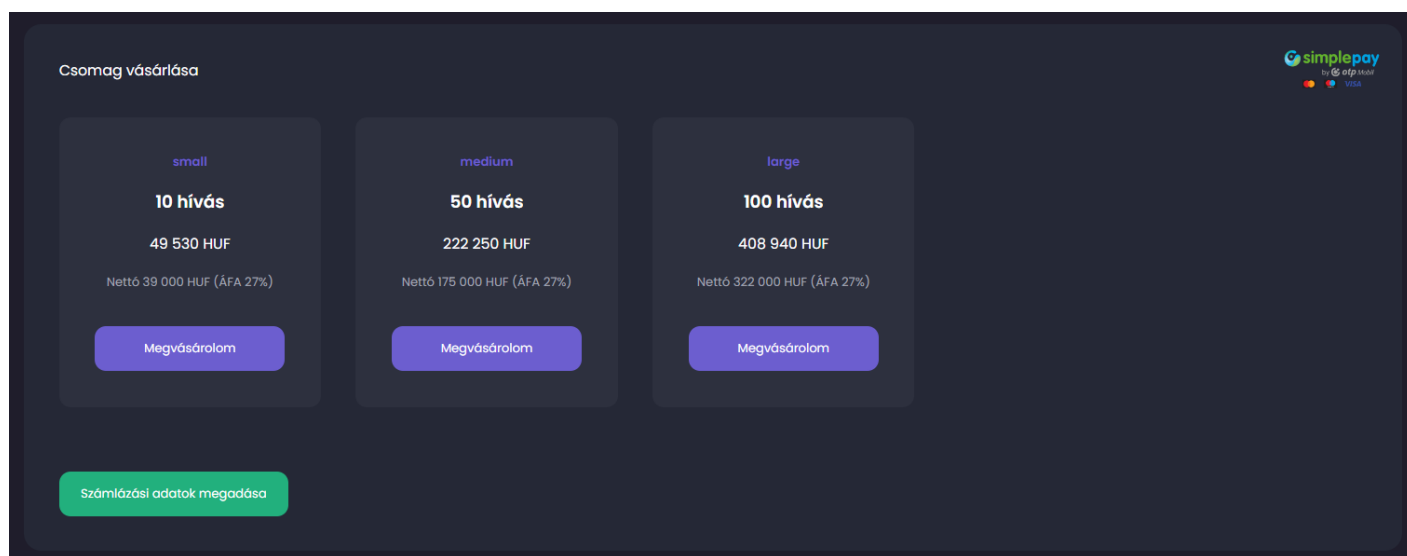 Csomag vásárlása
simplepay
by otp Mobil
VISA
small
10 hívás
49 530 HUF
Nettó 39 000 HUF (ÁFA 27%)
Megvásárolom
medium
50 hívás
222 250 HUF
Nettó 175 000 HUF (ÁFA 27%)
Megvásárolom
large
100 hívás
408 940 HUF
Nettó 322 000 HUF (ÁFA 27%)
Megvásárolom
Számlázási adatok megadása